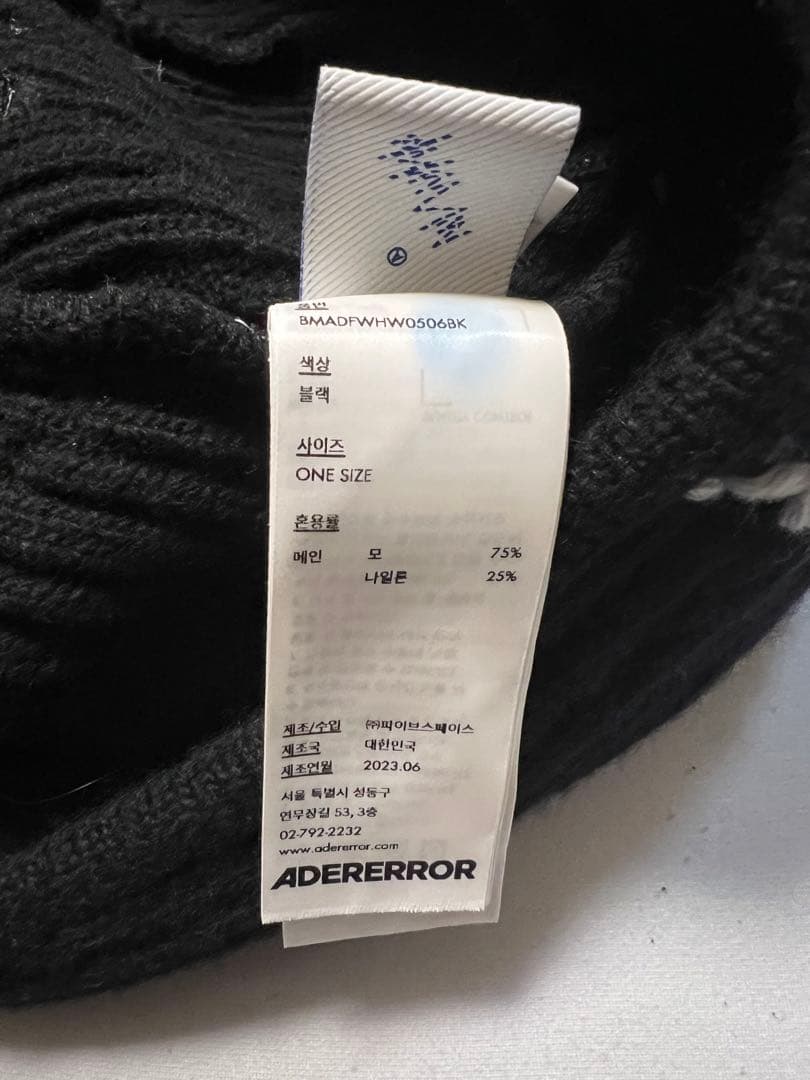 품번
BMADFWHW0506BK
색상
블랙
사이즈
ONE SIZE
혼용률
메인 모 75%
나일론 25%
제조/수입 ㈜파이브스페이스
제조국 대한민국
제조연월 2023.06
서울 특별시 성동구
연무장길 53, 3층
02-792-2232
www.adererror.com
ADERERROR